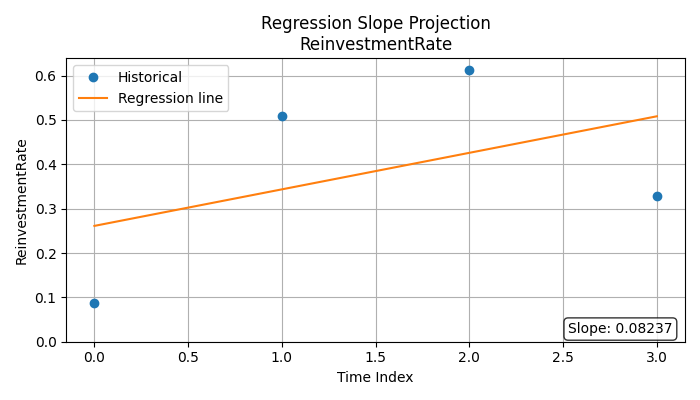 Regression Slope Projection
ReinvestmentRate
Historical
Regression line
ReinvestmentRate
0.6
0.5
0.4
0.3
0.2
0.1
0.0
Slope: 0.08237
0.0 0.5 1.0 1.5 2.0 2.5 3.0
Time Index